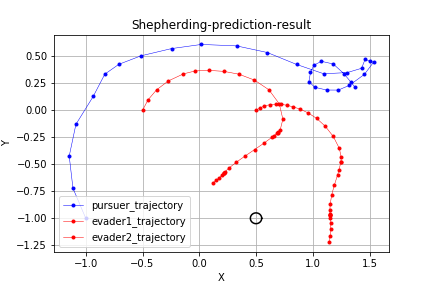 Shepherding-prediction-result
Y
0.50
0.25
0.00
−0.25
−0.50
−0.75
−1.00
−1.25
pursuer_trajectory
evader1_trajectory
evader2_trajectory
−1.0 −0.5 0.0 0.5 1.0 1.5
X